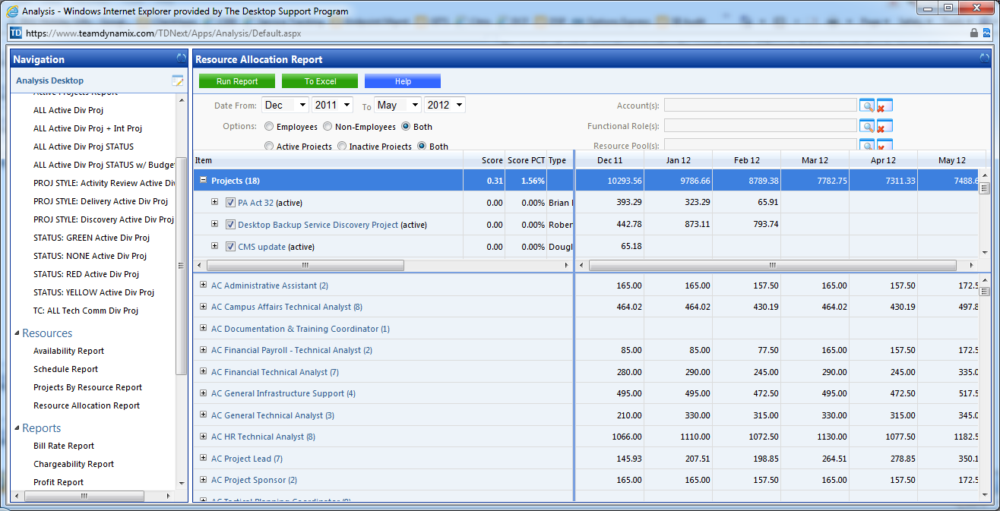 Analysis - Windows Internet Explorer provided by The Desktop Support Program
TD https://www.teamdynamix.com/TDNext/Apps/Analysis/Default.aspx
Navigation
Analysis Desktop
Active Projects Report
ALL Active Div Proj
ALL Active Div Proj + Int Proj
ALL Active Div Proj STATUS
ALL Active Div Proj STATUS w/ Budge
PROJ STYLE: Activity Review Active Div
PROJ STYLE: Delivery Active Div Proj
PROJ STYLE: Discovery Active Div Proj
STATUS: GREEN Active Div Proj
STATUS: NONE Active Div Proj
STATUS: RED Active Div Proj
STATUS: YELLOW Active Div Proj
TC: ALL Tech Comm Div Proj
Resources
Availability Report
Schedule Report
Projects By Resource Report
Resource Allocation Report
Reports
Bill Rate Report
Chargeability Report
Profit Report
Resource Allocation Report
Run Report To Excel Help
Date From: Dec 2011 To May 2012 Account(s):
Options: Employees Non-Employees Both Functional Role(s):
Active Projects Inactive Projects Both Resource Pool(s):
Item Score Score PCT Type Dec 11 Jan 12 Feb 12 Mar 12 Apr 12 May 12
Projects (18) 0.31 1.56% 10293.56 9786.66 8789.38 7782.75 7311.33 7488.6
PA Act 32 (active) 0.00 0.00% Brian 393.29 323.29 65.91
Desktop Backup Service Discovery Project (active) 0.00 0.00% Rober 442.78 873.11 793.74
CMS update (active) 0.00 0.00% Dougl 65.18
AC Administrative Assistant (2) 165.00 165.00 157.50 165.00 157.50 172.5
AC Campus Affairs Technical Analyst (8) 464.02 464.02 430.19 464.02 430.19 497.8
AC Documentation & Training Coordinator (1)
AC Financial Payroll - Technical Analyst (2) 85.00 85.00 77.50 165.00 157.50 172.5
AC Financial Technical Analyst (7) 280.00 290.00 245.00 290.00 245.00 335.0
AC General Infrastructure Support (4) 495.00 495.00 472.50 495.00 472.50 517.5
AC General Technical Analyst (3) 210.00 330.00 315.00 330.00 315.00 345.0
AC HR Technical Analyst (8) 1066.00 1110.00 1072.50 1130.00 1077.50 1182.5
AC Project Lead (7) 145.93 207.51 198.85 264.51 278.85 350.1
AC Project Sponsor (2) 165.00 165.00 157.50 165.00 157.50 172.5
AC Tactical Planning Coordinator